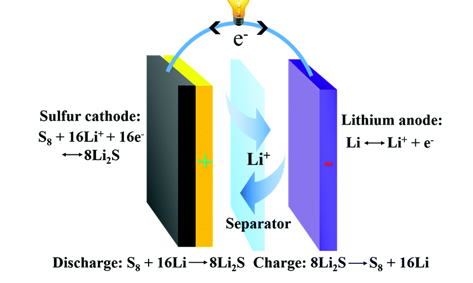 e-
Sulfur cathode:
S₈ + 16Li⁺ + 16e-
⟷8Li₂S
Lithium anode:
Li ⟷Li⁺ + e-
+
Li⁺
-
Separator
Discharge: S₈ + 16Li ⟶8Li₂S Charge: 8Li₂S⟶S₈ + 16Li